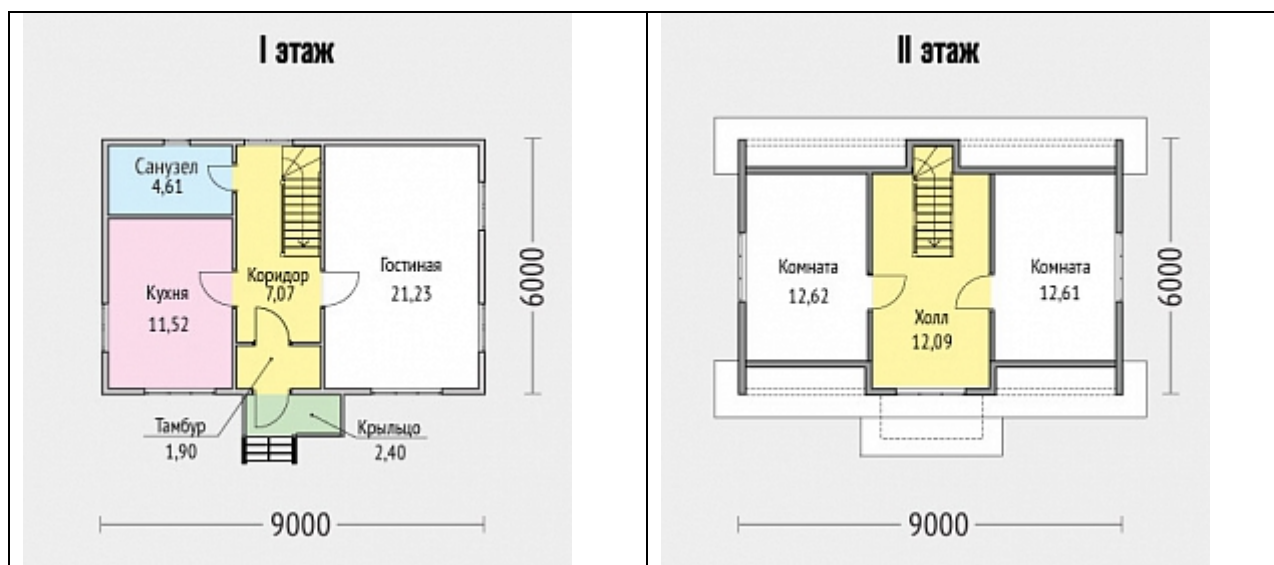 I этаж
Санузел
4,61
Кухня
11,52
Коридор
7,07
Гостиная
21,23
Тамбур
1,90
Крыльцо
2,40
6000
9000
II этаж
Комната
12,62
Холл
12,09
Комната
12,61
6000
9000